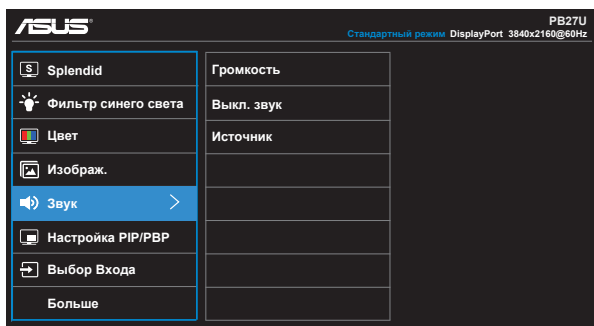 ASUS
PB27U
Стандартный режим DisplayPort 3840x2160@60Hz
S Splendid
Фильтр синего света
Цвет
Изображ.
Звук
Настройка PIP/PBP
Выбор Входа
Больше
Громкость
Выкл. звук
Источник